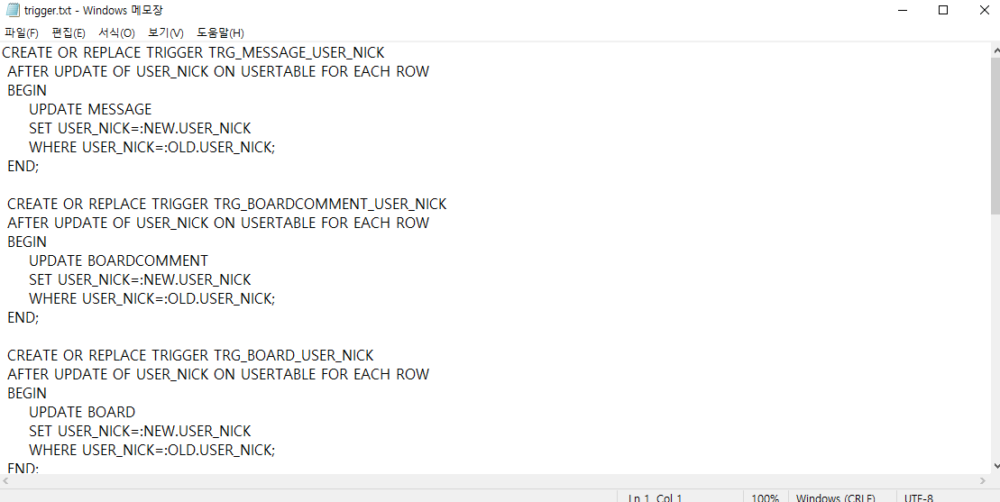 trigger.txt - Windows 메모장
파일(F) 편집(E) 서식(O) 보기(V) 도움말(H)
CREATE OR REPLACE TRIGGER TRG_MESSAGE_USER_NICK
AFTER UPDATE OF USER_NICK ON USERTABLE FOR EACH ROW
BEGIN
UPDATE MESSAGE
SET USER_NICK=:NEW.USER_NICK
WHERE USER_NICK=:OLD.USER_NICK;
END;
CREATE OR REPLACE TRIGGER TRG_BOARDCOMMENT_USER_NICK
AFTER UPDATE OF USER_NICK ON USERTABLE FOR EACH ROW
BEGIN
UPDATE BOARDCOMMENT
SET USER_NICK=:NEW.USER_NICK
WHERE USER_NICK=:OLD.USER_NICK;
END;
CREATE OR REPLACE TRIGGER TRG_BOARD_USER_NICK
AFTER UPDATE OF USER_NICK ON USERTABLE FOR EACH ROW
BEGIN
UPDATE BOARD
SET USER_NICK=:NEW.USER_NICK
WHERE USER_NICK=:OLD.USER_NICK;
END;
Ln 1, Col 1 100% Windows (CRLF) UTF-8